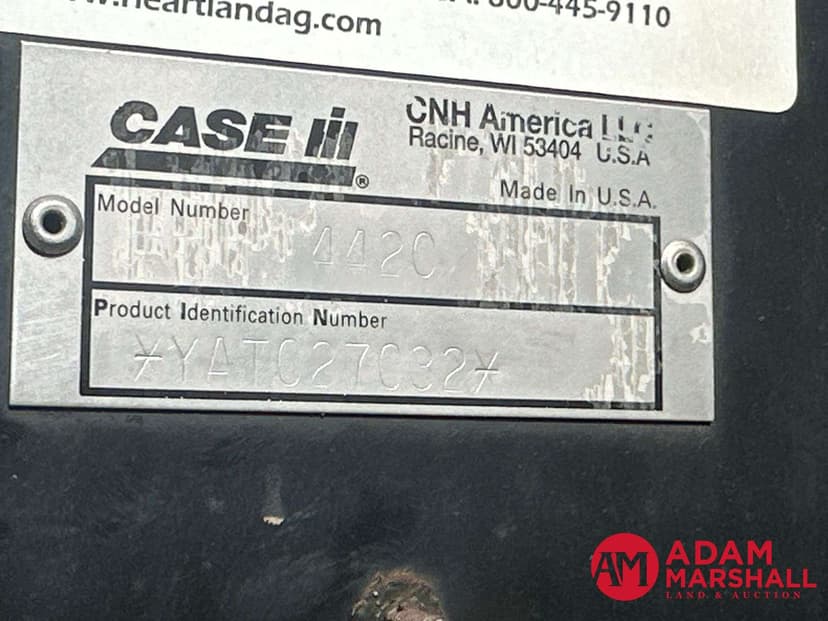 800-445-9110
www.heartlandag.com
CASE IH ®
CNH America LLC
Racine, WI 53404 U.S.A
Made In U.S.A.
Model Number
4420
Product Identification Number
*YAT027032*
AM ADAM
MARSHALL
LAND & AUCTION